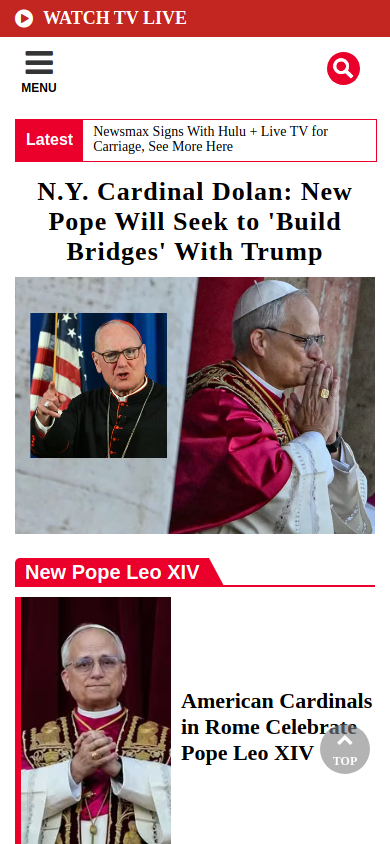 WATCH TV LIVE
MENU
Latest
Newsmax Signs With Hulu + Live TV for
Carriage, See More Here
N.Y. Cardinal Dolan: New
Pope Will Seek to 'Build
Bridges' With Trump
New Pope Leo XIV
American Cardinals
in Rome Celebrate
Pope Leo XIV
TOP